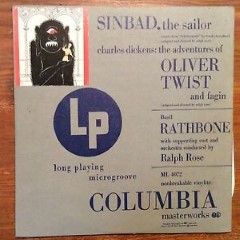 SINBAD, the sailor
charles dickens: the adventures of
OLIVER
TWIST
and fagin
Lp
long playing
microgroove
Basil
RATHBONE
with supporting cast and
orchestra conducted by
Ralph Rose
ML 4072
COLUMBIA
masterworks